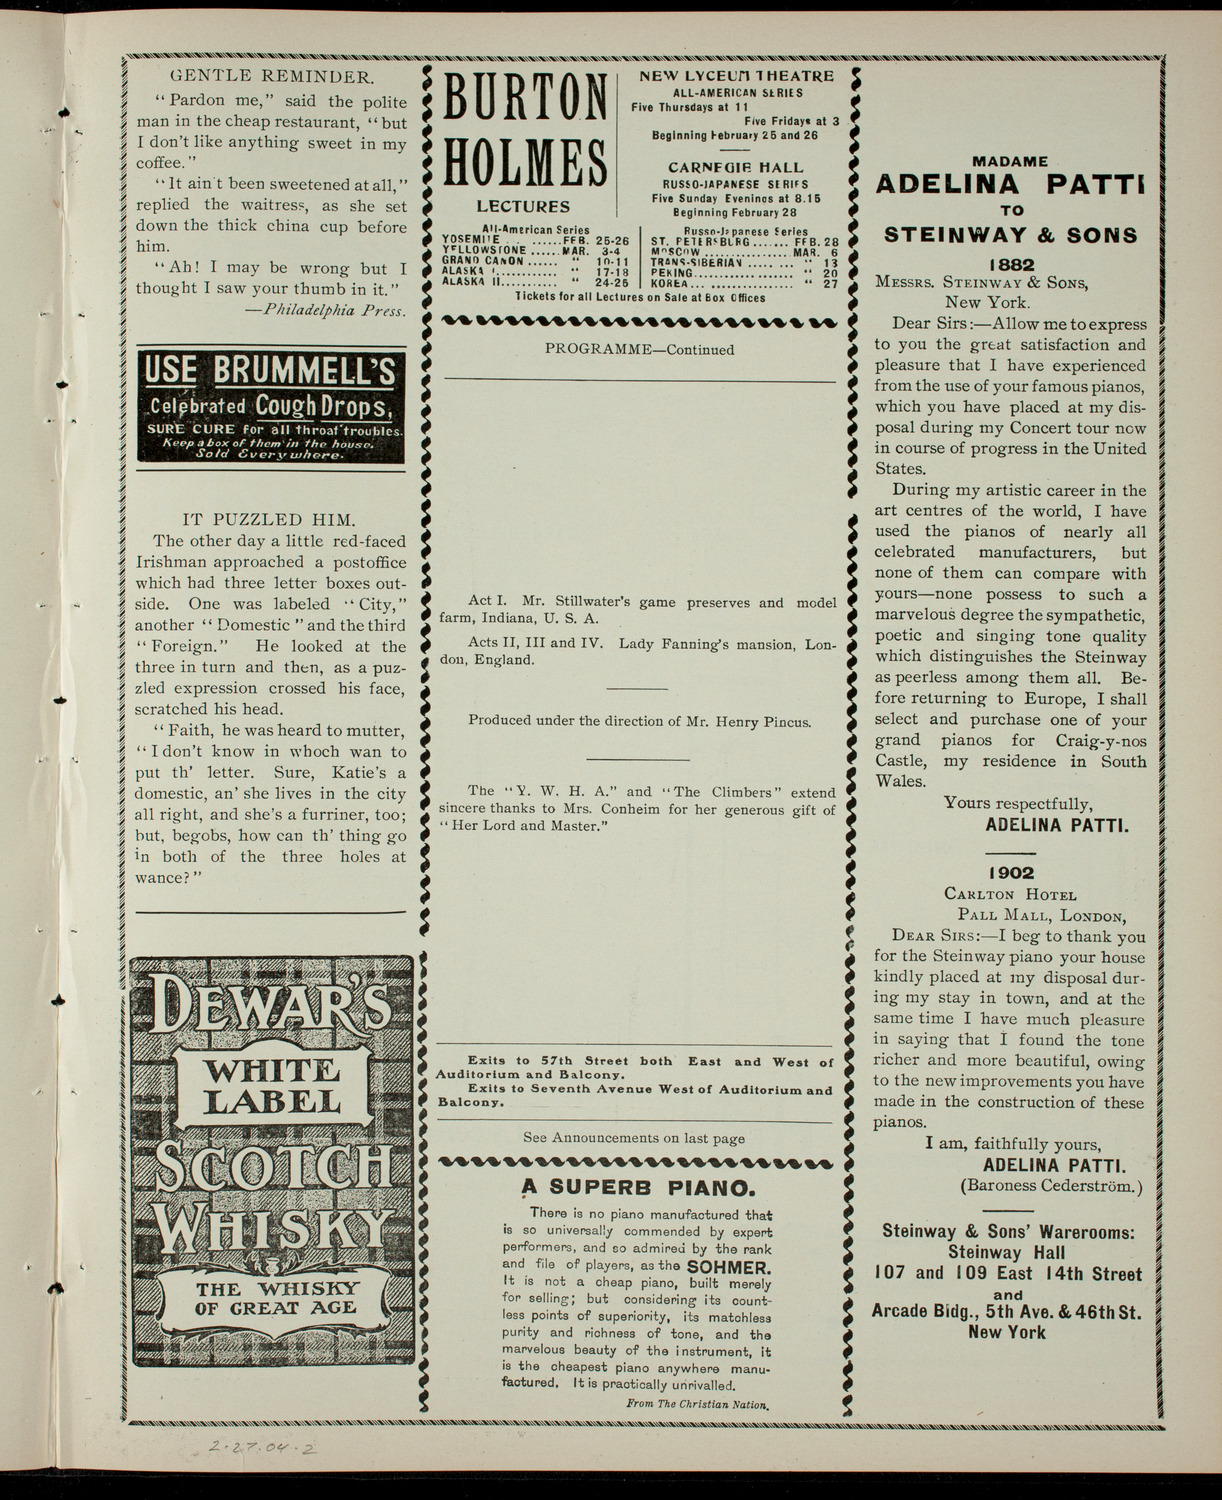 GENTLE REMINDER.
“Pardon me,” said the polite
man in the cheap restaurant, “but
I don’t like anything sweet in my
coffee.”
“It ain’t been sweetened at all,”
replied the waitress, as she set
down the thick china cup before
him.
“Ah! I may be wrong but I
thought I saw your thumb in it.”
—Philadelphia Press.
USE BRUMMELL’S
Celebrated Cough Drops,
SURE CURE for all throat troubles.
Keep a box of them in the house.
Sold Everywhere.
IT PUZZLED HIM.
The other day a little red-faced
Irishman approached a postoffice
which had three letter boxes out-
side. One was labeled “City,”
another “Domestic” and the third
“Foreign.” He looked at the
three in turn and then, as a puz-
zled expression crossed his face,
scratched his head.
“Faith, he was heard to mutter,
“I don’t know in whoch wan to
put th’ letter. Sure, Katie’s a
domestic, an’ she lives in the city
all right, and she’s a furriner, too;
but, begobs, how can th’ thing go
in both of the three holes at
wance?”
DEWAR’S
WHITE
LABEL
SCOTCH
WHISKY
THE WHISKY
OF GREAT AGE
BURTON
HOLMES
LECTURES
NEW LYCEUM THEATRE
ALL-AMERICAN SERIES
Five Thursdays at 11
Five Fridays at 3
Beginning February 25 and 26
CARNEGIE HALL
RUSSO-JAPANESE SERIES
Five Sunday Evenings at 8.15
Beginning February 28
All-American Series
YOSEMITE ........FEB. 25-26
YELLOWSTONE ......MAR. 3-4
GRAND CANON ...... “ 10-11
ALASKA I............ “ 17-18
ALASKA II........... “ 24-25
Russo-Japanese Series
ST. PETERSBURG....... FEB. 28
MOSCOW ............... MAR. 6
TRANS-SIBERIAN ..... ... “ 13
PEKING.................. “ 20
KOREA... ................ “ 27
Tickets for all Lectures on Sale at Box Offices
PROGRAMME—Continued
Act I. Mr. Stillwater’s game preserves and model
farm, Indiana, U. S. A.
Acts II, III and IV. Lady Fanning’s mansion, Lon-
don, England.
Produced under the direction of Mr. Henry Pincus.
The “Y. W. H. A.” and “The Climbers” extend
sincere thanks to Mrs. Conheim for her generous gift of
“Her Lord and Master.”
Exits to 57th Street both East and West of
Auditorium and Balcony.
Exits to Seventh Avenue West of Auditorium and
Balcony.
See Announcements on last page
A SUPERB PIANO.
There is no piano manufactured that
is so universally commended by expert
performers, and so admired by the rank
and file of players, as the SOHMER.
It is not a cheap piano, built merely
for selling; but considering its count-
less points of superiority, its matchless
purity and richness of tone, and the
marvelous beauty of the instrument, it
is the cheapest piano anywhere manu-
factured. It is practically unrivalled.
From The Christian Nation.
MADAME
ADELINA PATTI
TO
STEINWAY & SONS
1882
MESSRS. STEINWAY & SONS,
New York.
Dear Sirs:—Allow me to express
to you the great satisfaction and
pleasure that I have experienced
from the use of your famous pianos,
which you have placed at my dis-
posal during my Concert tour now
in course of progress in the United
States.
During my artistic career in the
art centres of the world, I have
used the pianos of nearly all
celebrated manufacturers, but
none of them can compare with
yours—none possess to such a
marvelous degree the sympathetic,
poetic and singing tone quality
which distinguishes the Steinway
as peerless among them all. Be-
fore returning to Europe, I shall
select and purchase one of your
grand pianos for Craig-y-nos
Castle, my residence in South
Wales.
Yours respectfully,
ADELINA PATTI.
1902
CARLTON HOTEL
PALL MALL, LONDON,
DEAR SIRS:—I beg to thank you
for the Steinway piano your house
kindly placed at my disposal dur-
ing my stay in town, and at the
same time I have much pleasure
in saying that I found the tone
richer and more beautiful, owing
to the new improvements you have
made in the construction of these
pianos.
I am, faithfully yours,
ADELINA PATTI.
(Baroness Cederström.)
Steinway & Sons’ Warerooms:
Steinway Hall
107 and 109 East 14th Street
and
Arcade Bldg., 5th Ave. & 46th St.
New York
2·27·04·2